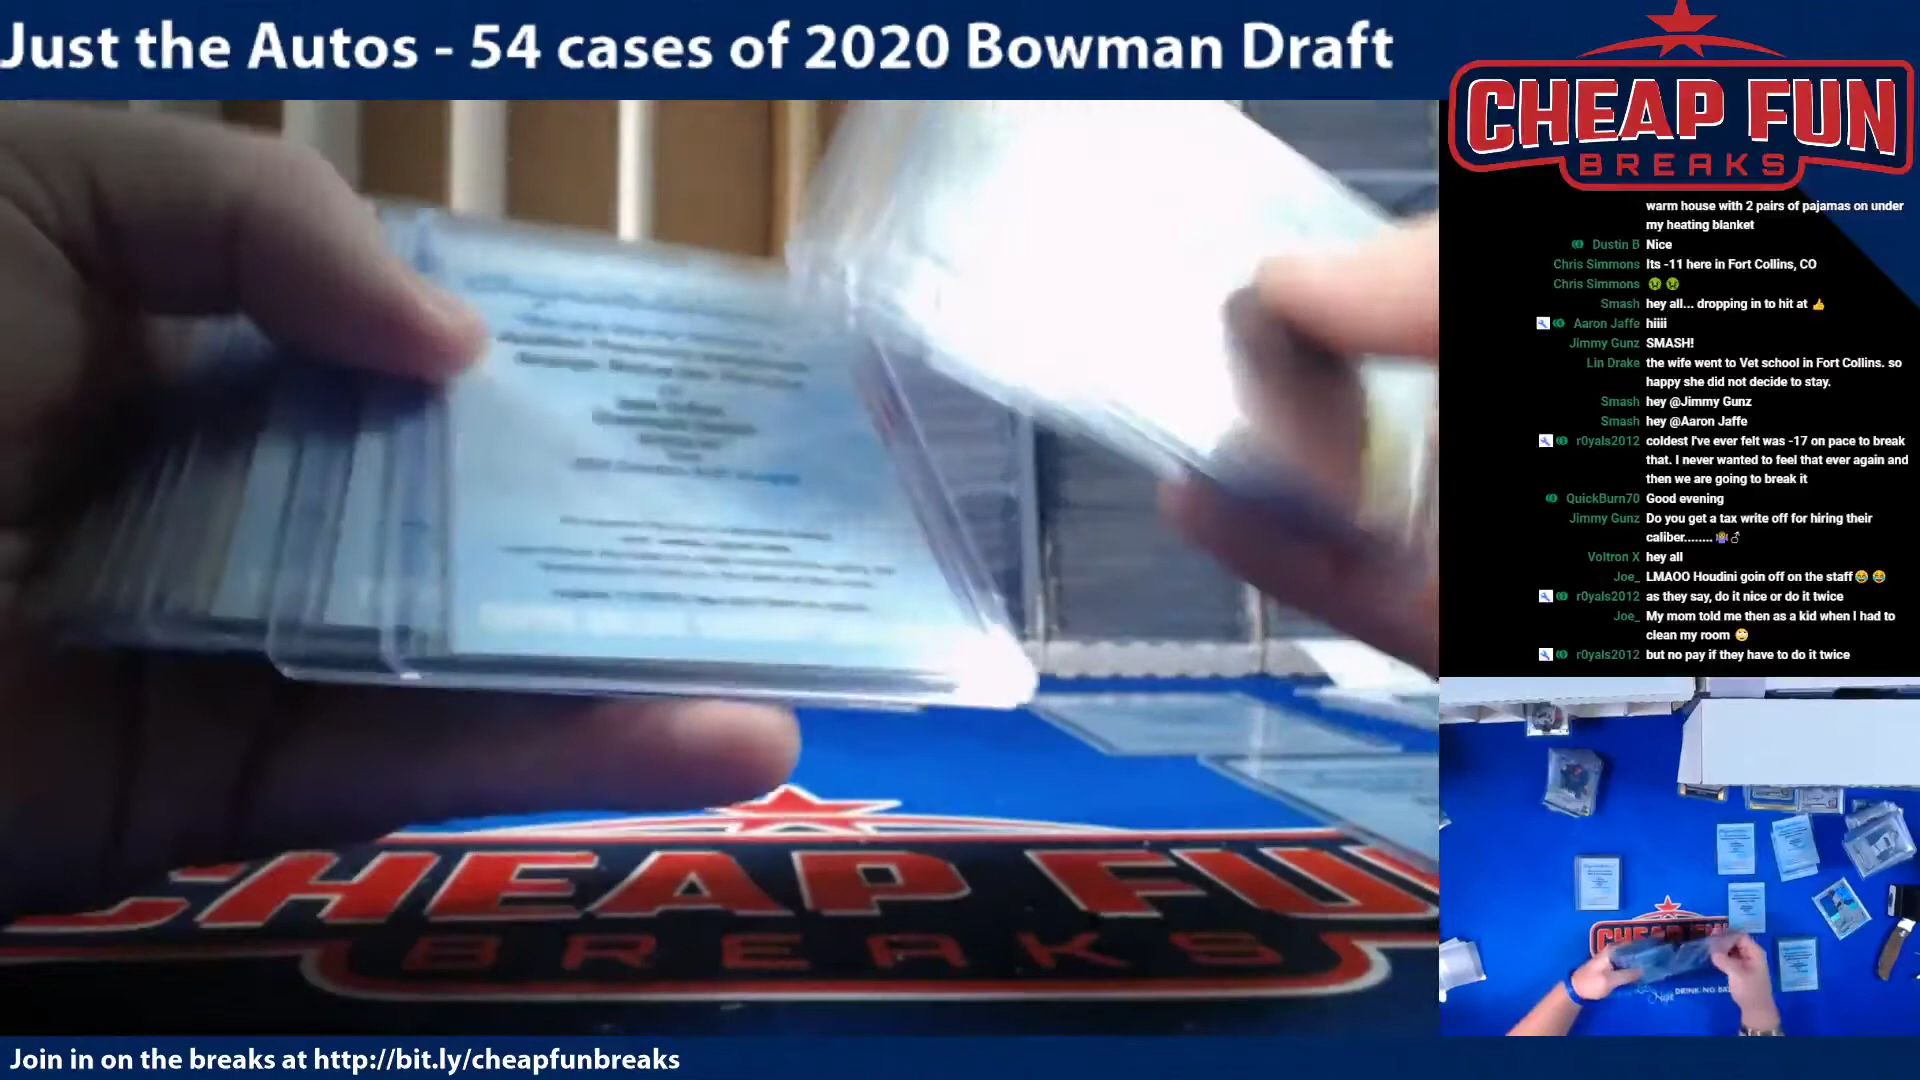 Just the Autos - 54 cases of 2020 Bowman Draft
CHEAP FUN
BREAKS
warm house with 2 pairs of pajamas on under
my heating blanket
Dustin B Nice
Chris Simmons Its -11 here in Fort Collins, CO
Chris Simmons 🤢 🤢
Smash hey all... dropping in to hit at 👍
Aaron Jaffe hiiii
Jimmy Gunz SMASH!
Lin Drake the wife went to Vet school in Fort Collins. so
happy she did not decide to stay.
Smash hey @Jimmy Gunz
Smash hey @Aaron Jaffe
r0yals2012 coldest I've ever felt was -17 on pace to break
that. I never wanted to feel that ever again and
then we are going to break it
QuickBurn70 Good evening
Jimmy Gunz Do you get a tax write off for hiring their
caliber........ 🤷♂
Voltron X hey all
Joe_ LMAOO Houdini goin off on the staff😂 😂
r0yals2012 as they say, do it nice or do it twice
Joe_ My mom told me then as a kid when I had to
clean my room 🙄
r0yals2012 but no pay if they have to do it twice
CHEAP FU
BREAKS
CHEAP FUN
DRINK. NO BA
Join in on the breaks at http://bit.ly/cheapfunbreaks